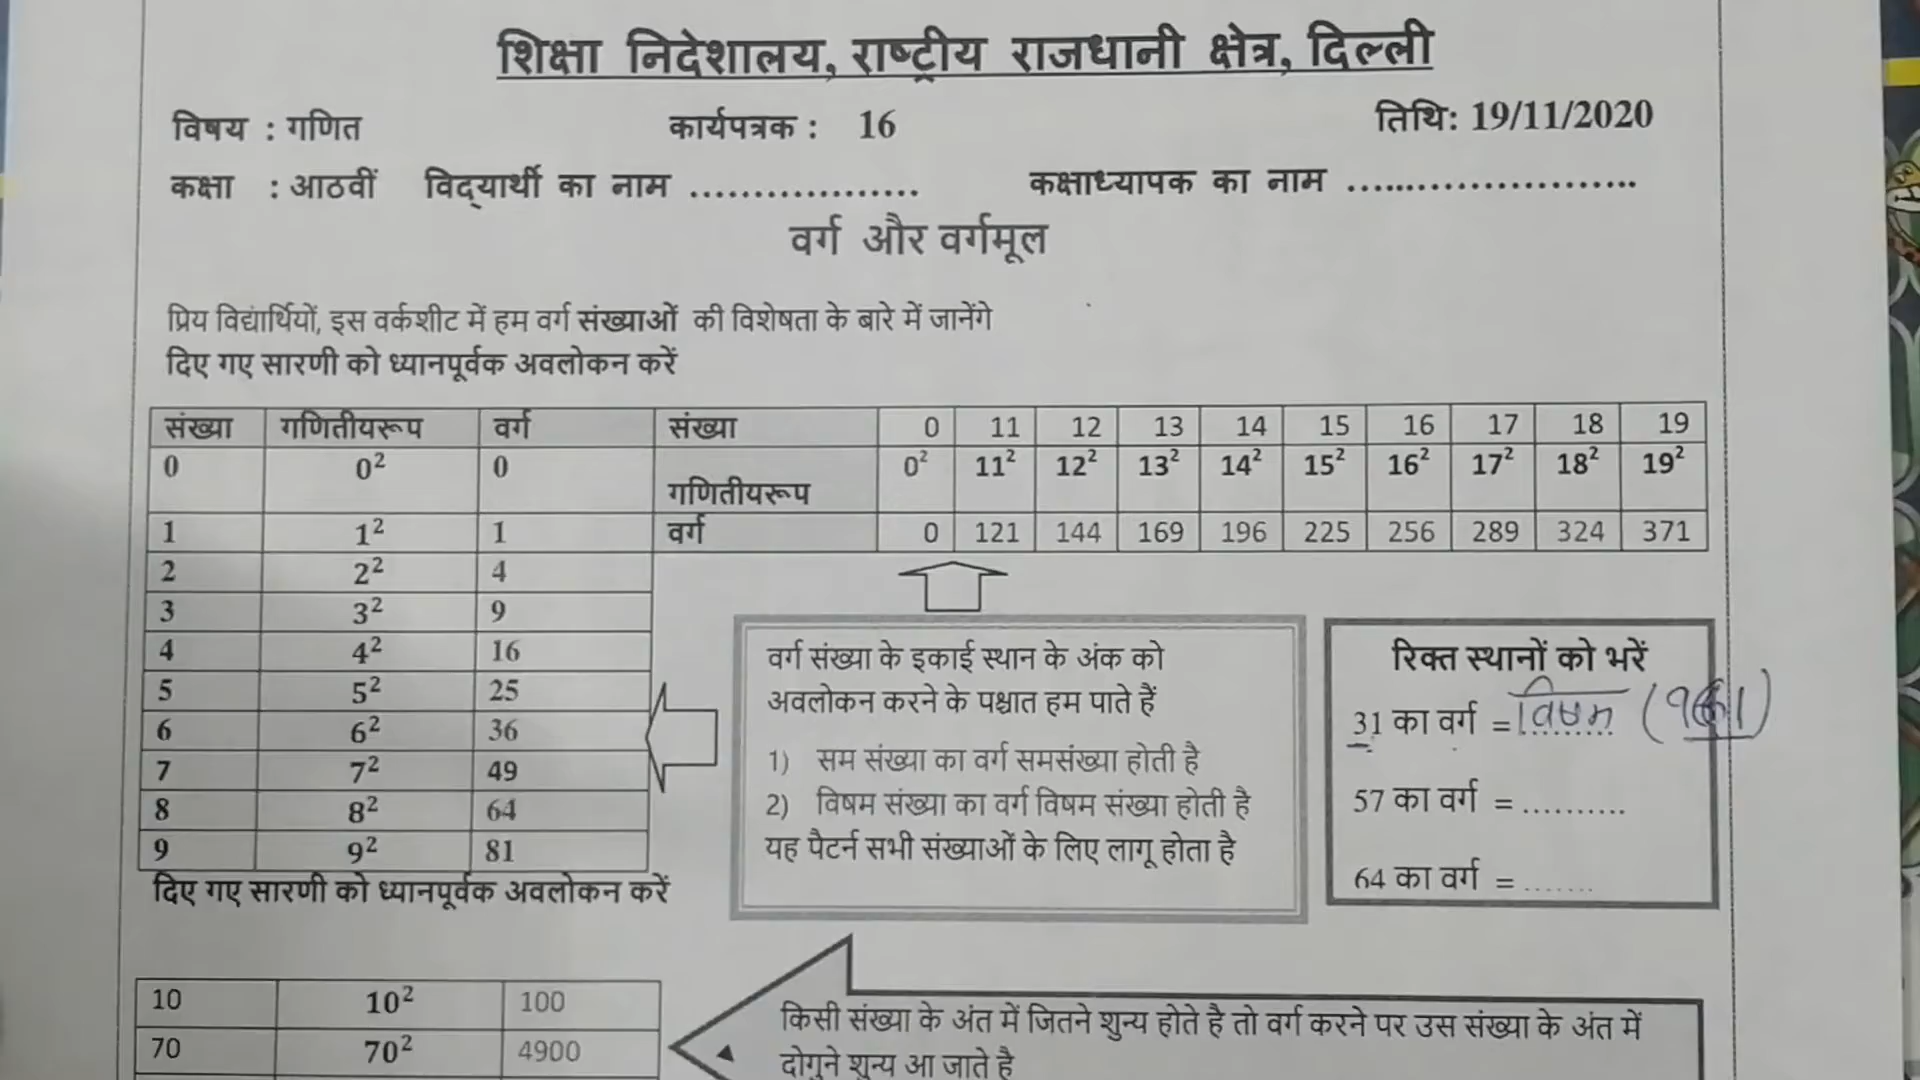 शिक्षा निदेशालय, राष्ट्रीय राजधानी क्षेत्र, दिल्ली
विषय : गणित कार्यपत्रक : 16 तिथि: 19/11/2020
कक्षा : आठवीं विद्यार्थी का नाम .................. कक्षाध्यापक का नाम ........................
वर्ग और वर्गमूल
प्रिय विद्यार्थियों, इस वर्कशीट में हम वर्ग संख्याओं की विशेषता के बारे में जानेंगे
दिए गए सारणी को ध्यानपूर्वक अवलोकन करें
संख्या गणितीयरूप वर्ग
0 0² 0
1 1² 1
2 2² 4
3 3² 9
4 4² 16
5 5² 25
6 6² 36
7 7² 49
8 8² 64
9 9² 81
संख्या 0 11 12 13 14 15 16 17 18 19
गणितीयरूप 0² 11² 12² 13² 14² 15² 16² 17² 18² 19²
वर्ग 0 121 144 169 196 225 256 289 324 371
वर्ग संख्या के इकाई स्थान के अंक को
अवलोकन करने के पश्चात हम पाते हैं
1) सम संख्या का वर्ग समसंख्या होती है
2) विषम संख्या का वर्ग विषम संख्या होती है
यह पैटर्न सभी संख्याओं के लिए लागू होता है
रिक्त स्थानों को भरें
31 का वर्ग = विषम
57 का वर्ग = ..........
64 का वर्ग = .......
दिए गए सारणी को ध्यानपूर्वक अवलोकन करें
10 10² 100
70 70² 4900
किसी संख्या के अंत में जितने शुन्य होते है तो वर्ग करने पर उस संख्या के अंत में
दोगुने शुन्य आ जाते है